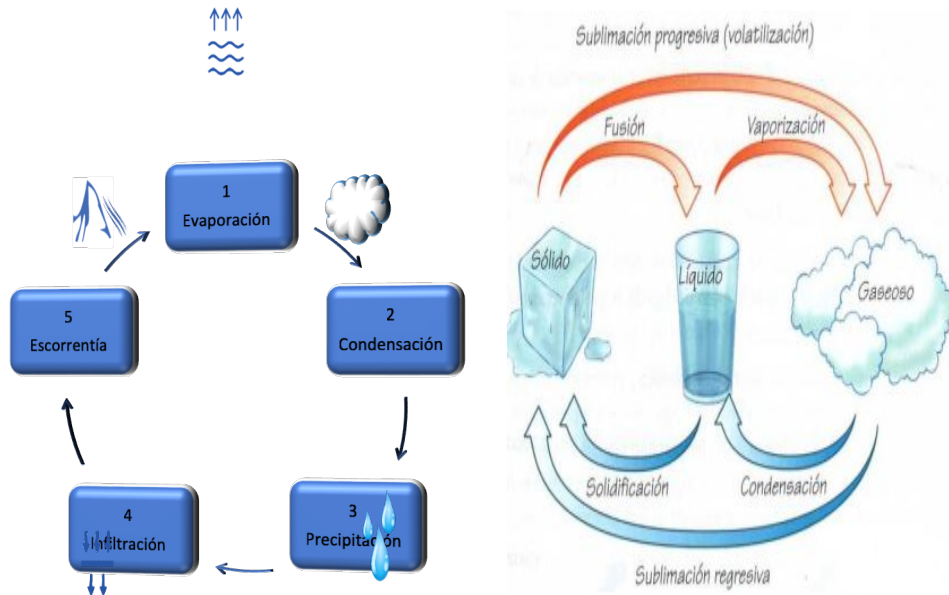 1
Evaporación
2
Condensación
3
Precipitación
4
Infiltración
5
Escorrentía
Sublimación progresiva (volatilización)
Fusión
Vaporización
Sólido
Líquido
Gaseoso
Solidificación
Condensación
Sublimación regresiva